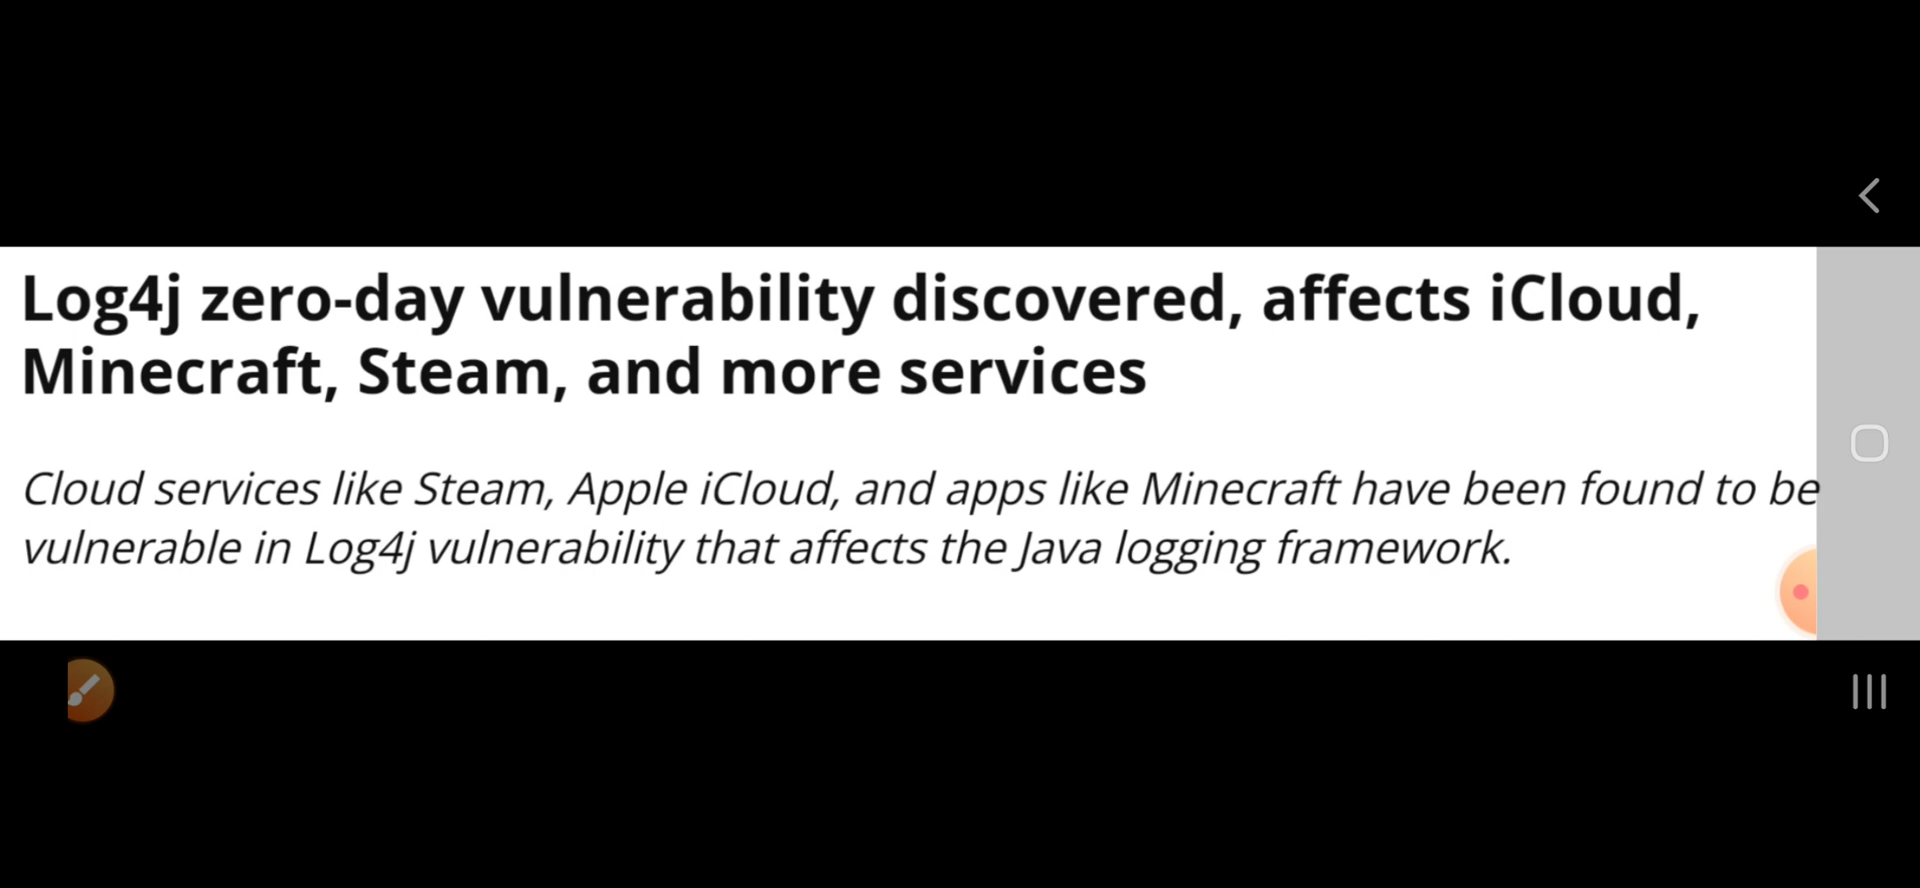 Log4j zero-day vulnerability discovered, affects iCloud,
Minecraft, Steam, and more services
Cloud services like Steam, Apple iCloud, and apps like Minecraft have been found to be
vulnerable in Log4j vulnerability that affects the Java logging framework.